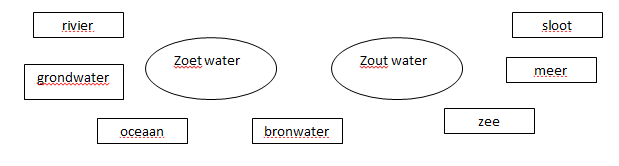 rivier
sloot
Zoet water
Zout water
grondwater
meer
oceaan
bronwater
zee